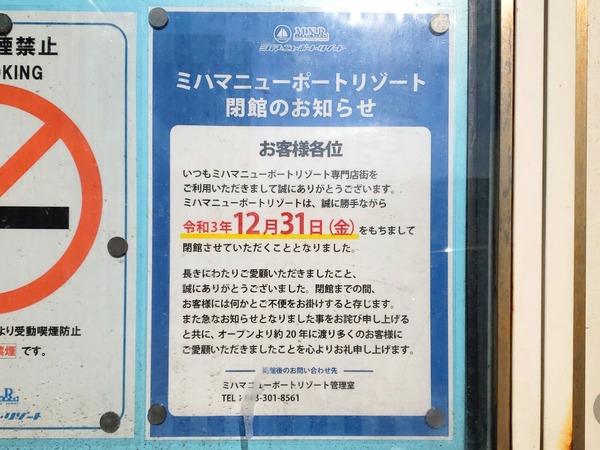 煙禁止
KING
より受動喫煙防止
禁煙 です。
ミハマニューポートリゾート
ミハマニューポートリゾート
閉館のお知らせ
お客様各位
いつもミハマニューポートリゾート専門店街を
ご利用いただきまして誠にありがとうございます。
ミハマニューポートリゾートは、誠に勝手ながら
令和3年12月31日(金)をもちまして
閉館させていただくこととなりました。
長きにわたりご愛顧いただきましたこと、
誠にありがとうございました。閉館までの間、
お客様には何かとご不便をお掛けすると存じます。
また急なお知らせとなりました事をお詫び申し上げる
と共に、オープンより約20年に渡り多くのお客様に
ご愛顧いただきましたことを心よりお礼申し上げます。
閉館後のお問い合わせ先
ミハマニューポートリゾート管理室
TEL 3-301-8561